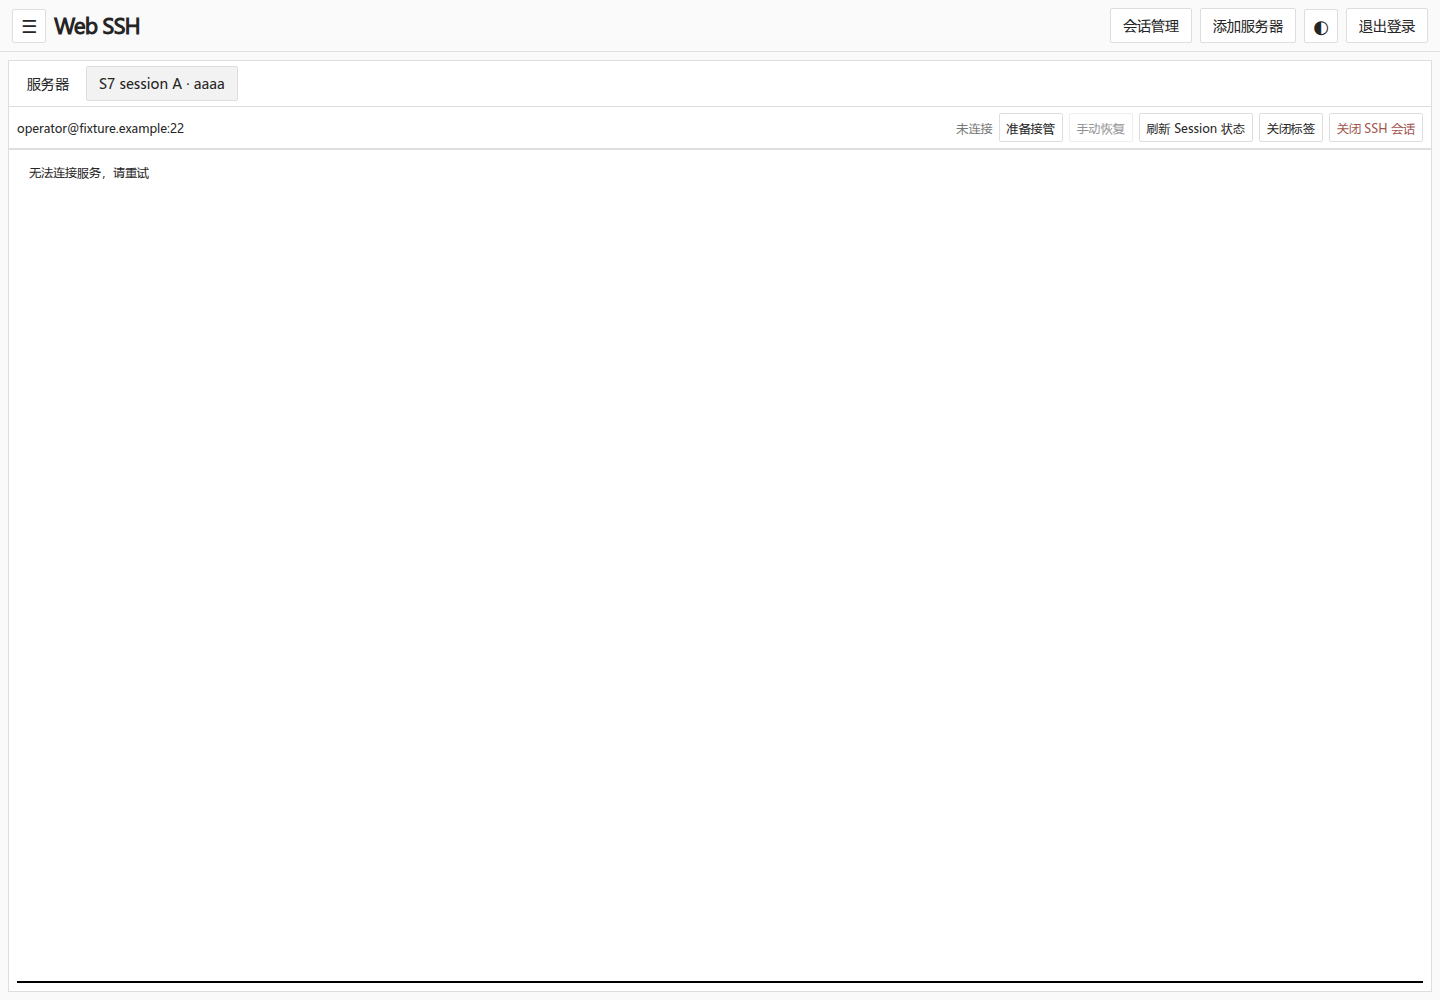 ☰ Web SSH 会话管理 添加服务器 ◐ 退出登录
服务器 S7 session A · aaaa
operator@fixture.example:22 未连接 准备接管 手动恢复 刷新 Session 状态 关闭标签 关闭 SSH 会话
无法连接服务，请重试